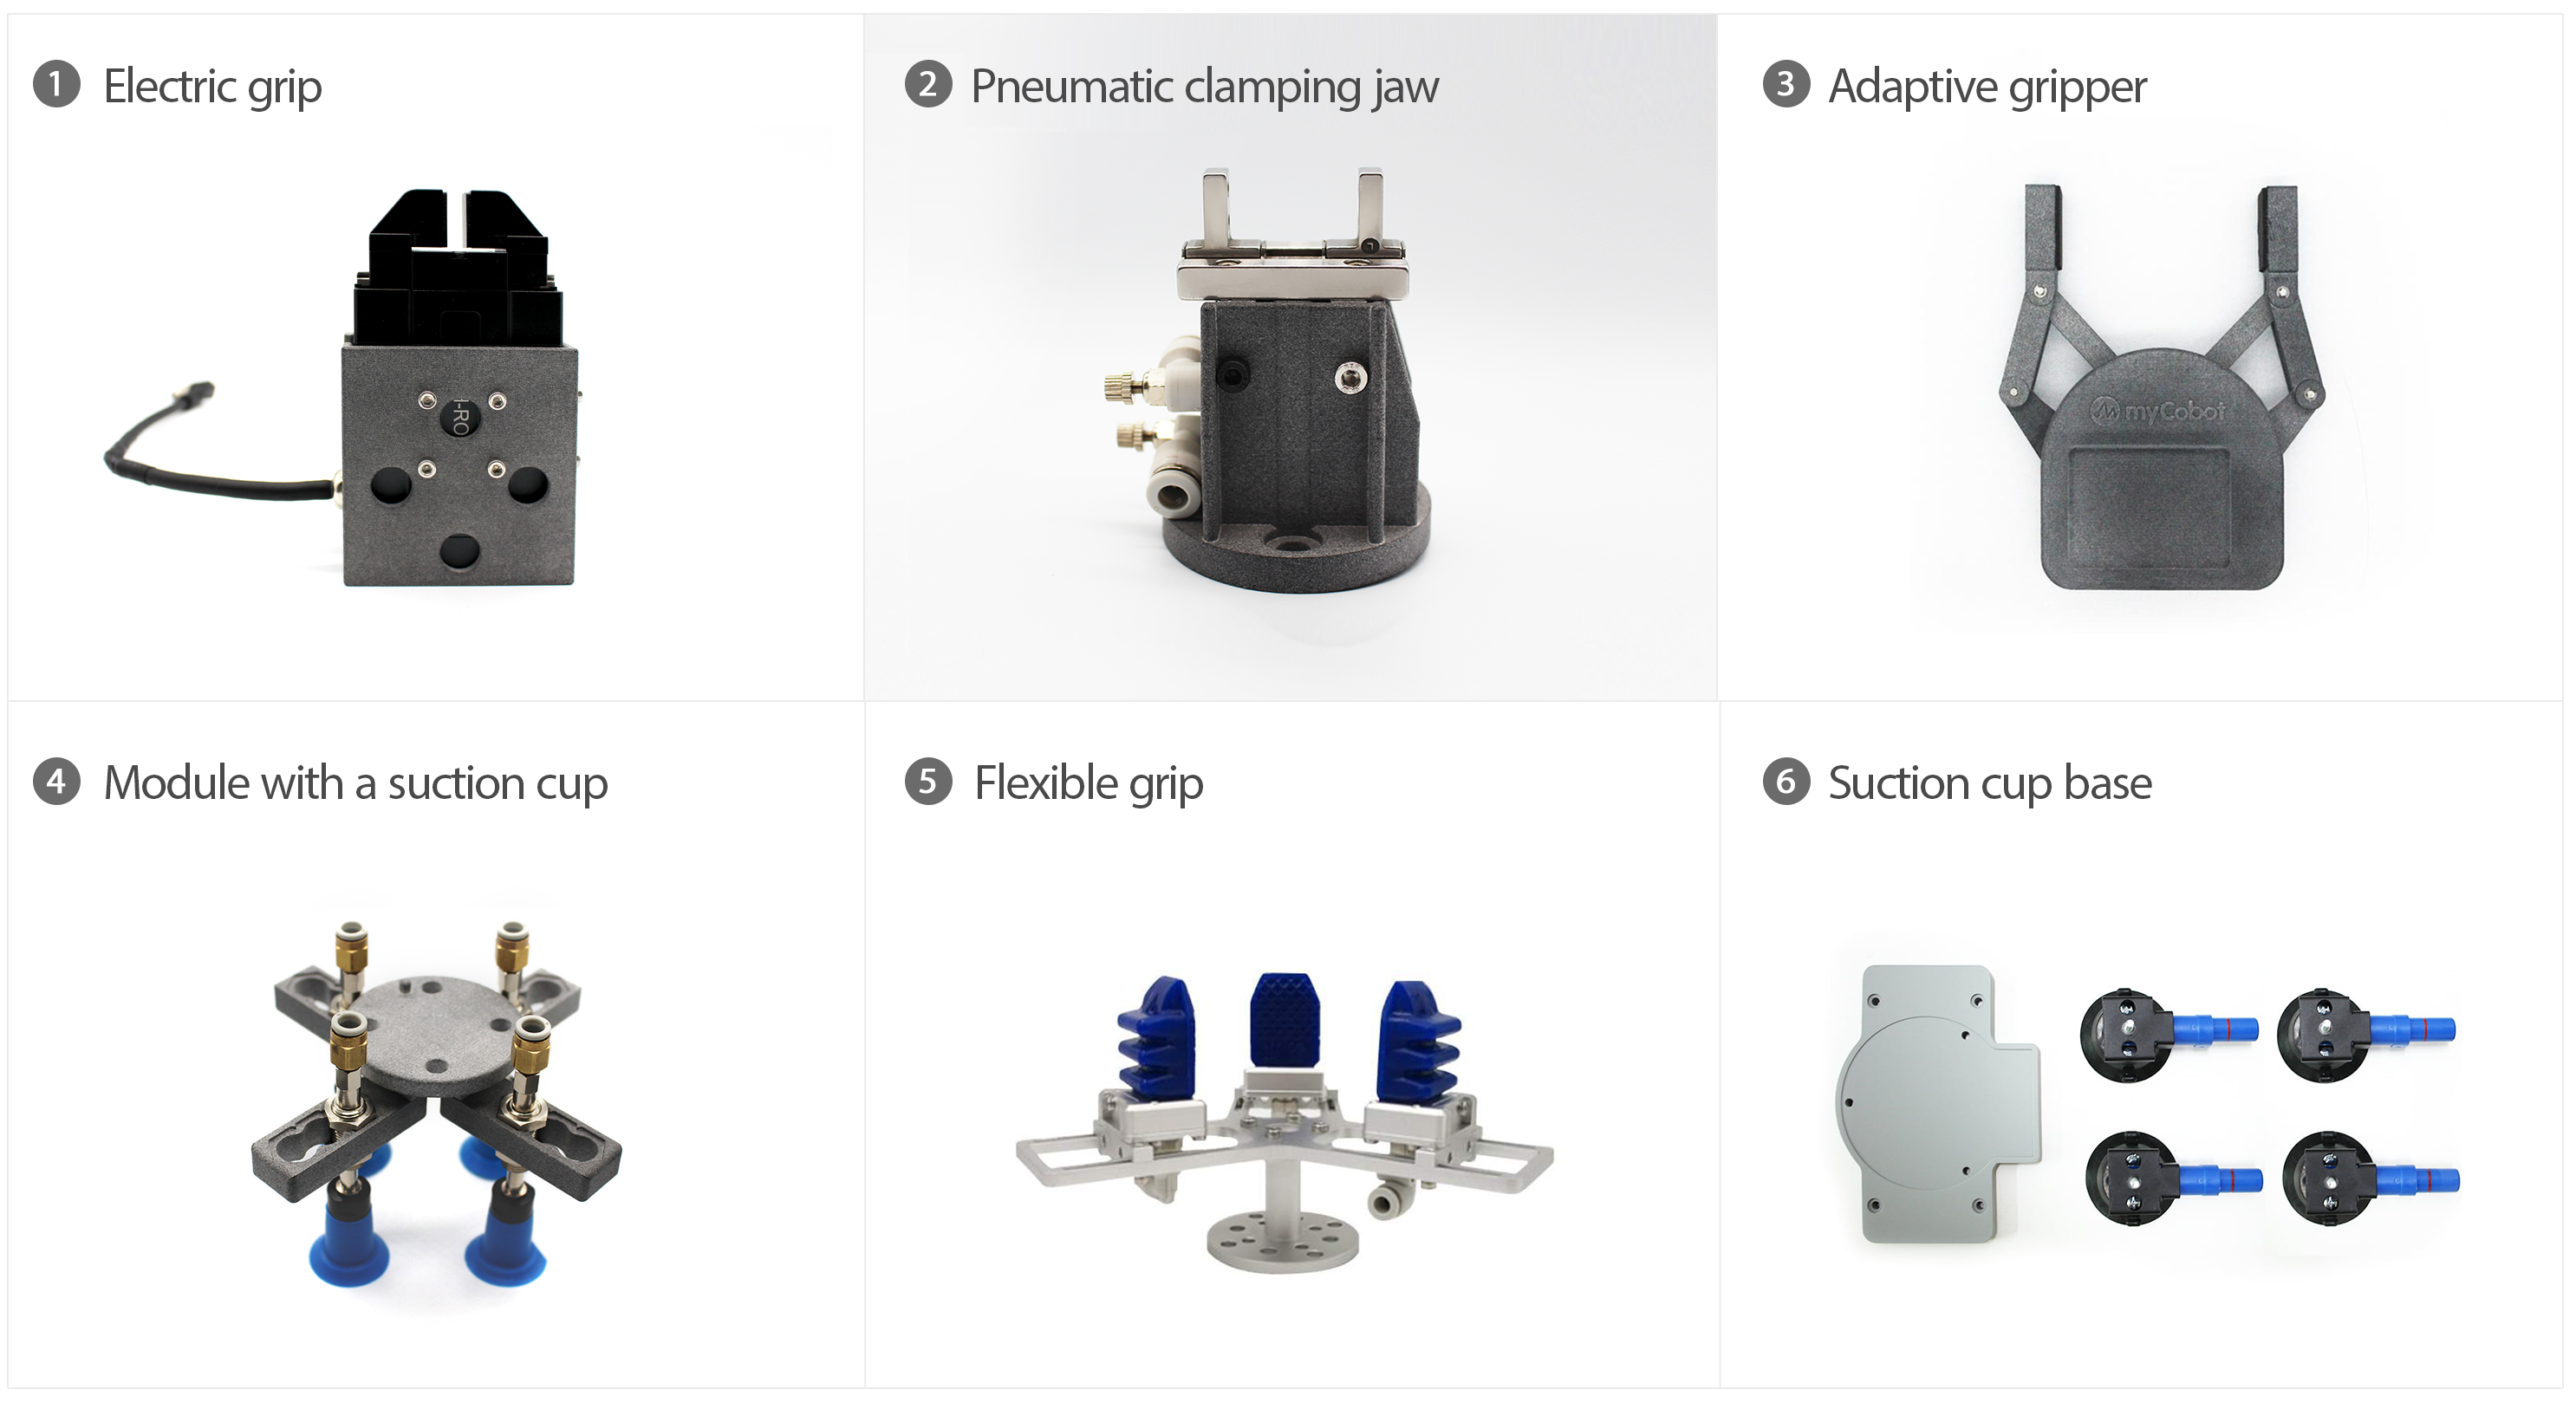 1 Electric grip
2 Pneumatic clamping jaw
3 Adaptive gripper
I-RO
myCobot
4 Module with a suction cup
5 Flexible grip
6 Suction cup base